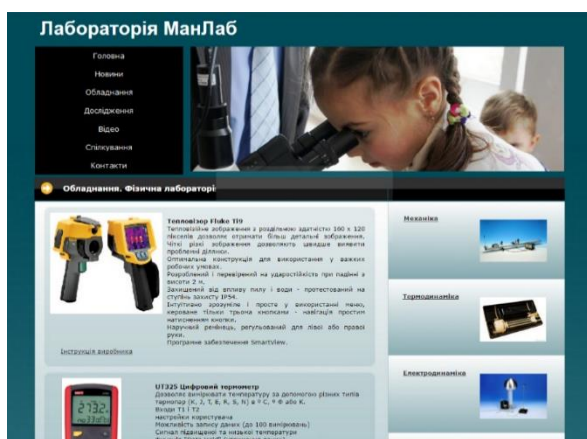 Лабораторія МанЛаб
Головна
Новини
Обладнання
Дослідження
Відео
Спілкування
Контакти
Обладнання. Фізична лабораторі
Тепловізор Fluke TI9
Тепловізійне зображення з роздільною здатністю 160 x 120
пікселів дозволяє отримати більш детальні зображення.
Чіткі різкі зображення дозволяють швидше виявити
проблемні ділянки.
Оптимальна конструкція для використання у важких
робочих умовах.
Розроблений і перевірений на ударостійкість при падінні з
висоти 2 м.
Захищений від впливу пилу і води - протестований на
ступінь захисту IP54.
Інтуїтивно зрозуміле і просте у використанні меню,
кероване тільки трьома кнопками - навігація простим
натисненням кнопки.
Наручний ремінець, регульований для лівої або правої
руки.
Програмне забезпечення SmartView.
Інструкція виробника
Механіка
Термодинаміка
Електродинаміка
UT325 Цифровий термометр
Дозволяє вимірювати температуру за допомогою різних типів
термопар (K, J, T, E, R, S, N) в º C, º Ф або K.
Входи T1 і T2
настройки користувача
Можливість запису даних (до 100 вимірювань)
Сигнал підвищеної та низької температури